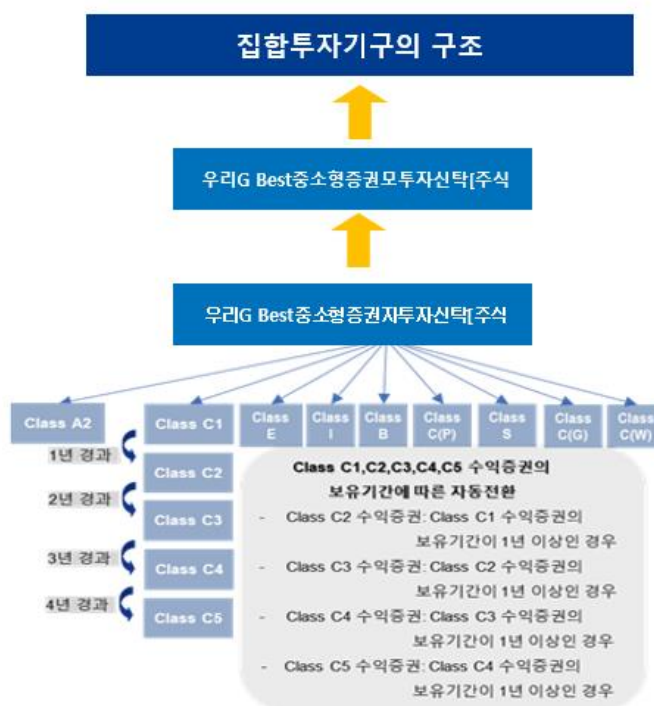 집합투자기구의 구조
우리G Best중소형증권모투자신탁[주식
우리G Best중소형증권자투자신탁[주식
Class A2
Class C1
Class
E
Class
I
Class
B
Class
C(P)
Class
S
Class
C(G)
Class
C(W)
1년 경과
Class C2
2년 경과
Class C3
3년 경과
Class C4
4년 경과
Class C5
Class C1,C2,C3,C4,C5 수익증권의
보유기간에 따른 자동전환
- Class C2 수익증권: Class C1 수익증권의
보유기간이 1년 이상인 경우
- Class C3 수익증권: Class C2 수익증권의
보유기간이 1년 이상인 경우
- Class C4 수익증권: Class C3 수익증권의
보유기간이 1년 이상인 경우
- Class C5 수익증권: Class C4 수익증권의
보유기간이 1년 이상인 경우